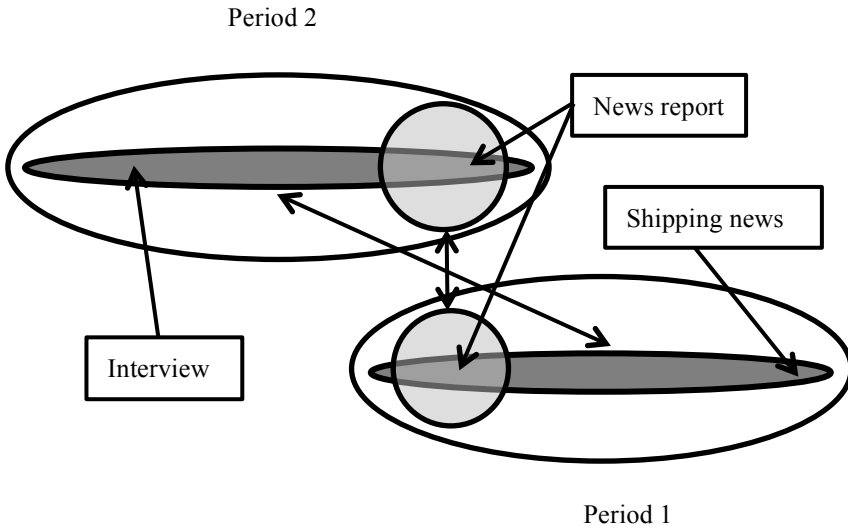 Period 2
News report
Shipping news
Interview
Period 1